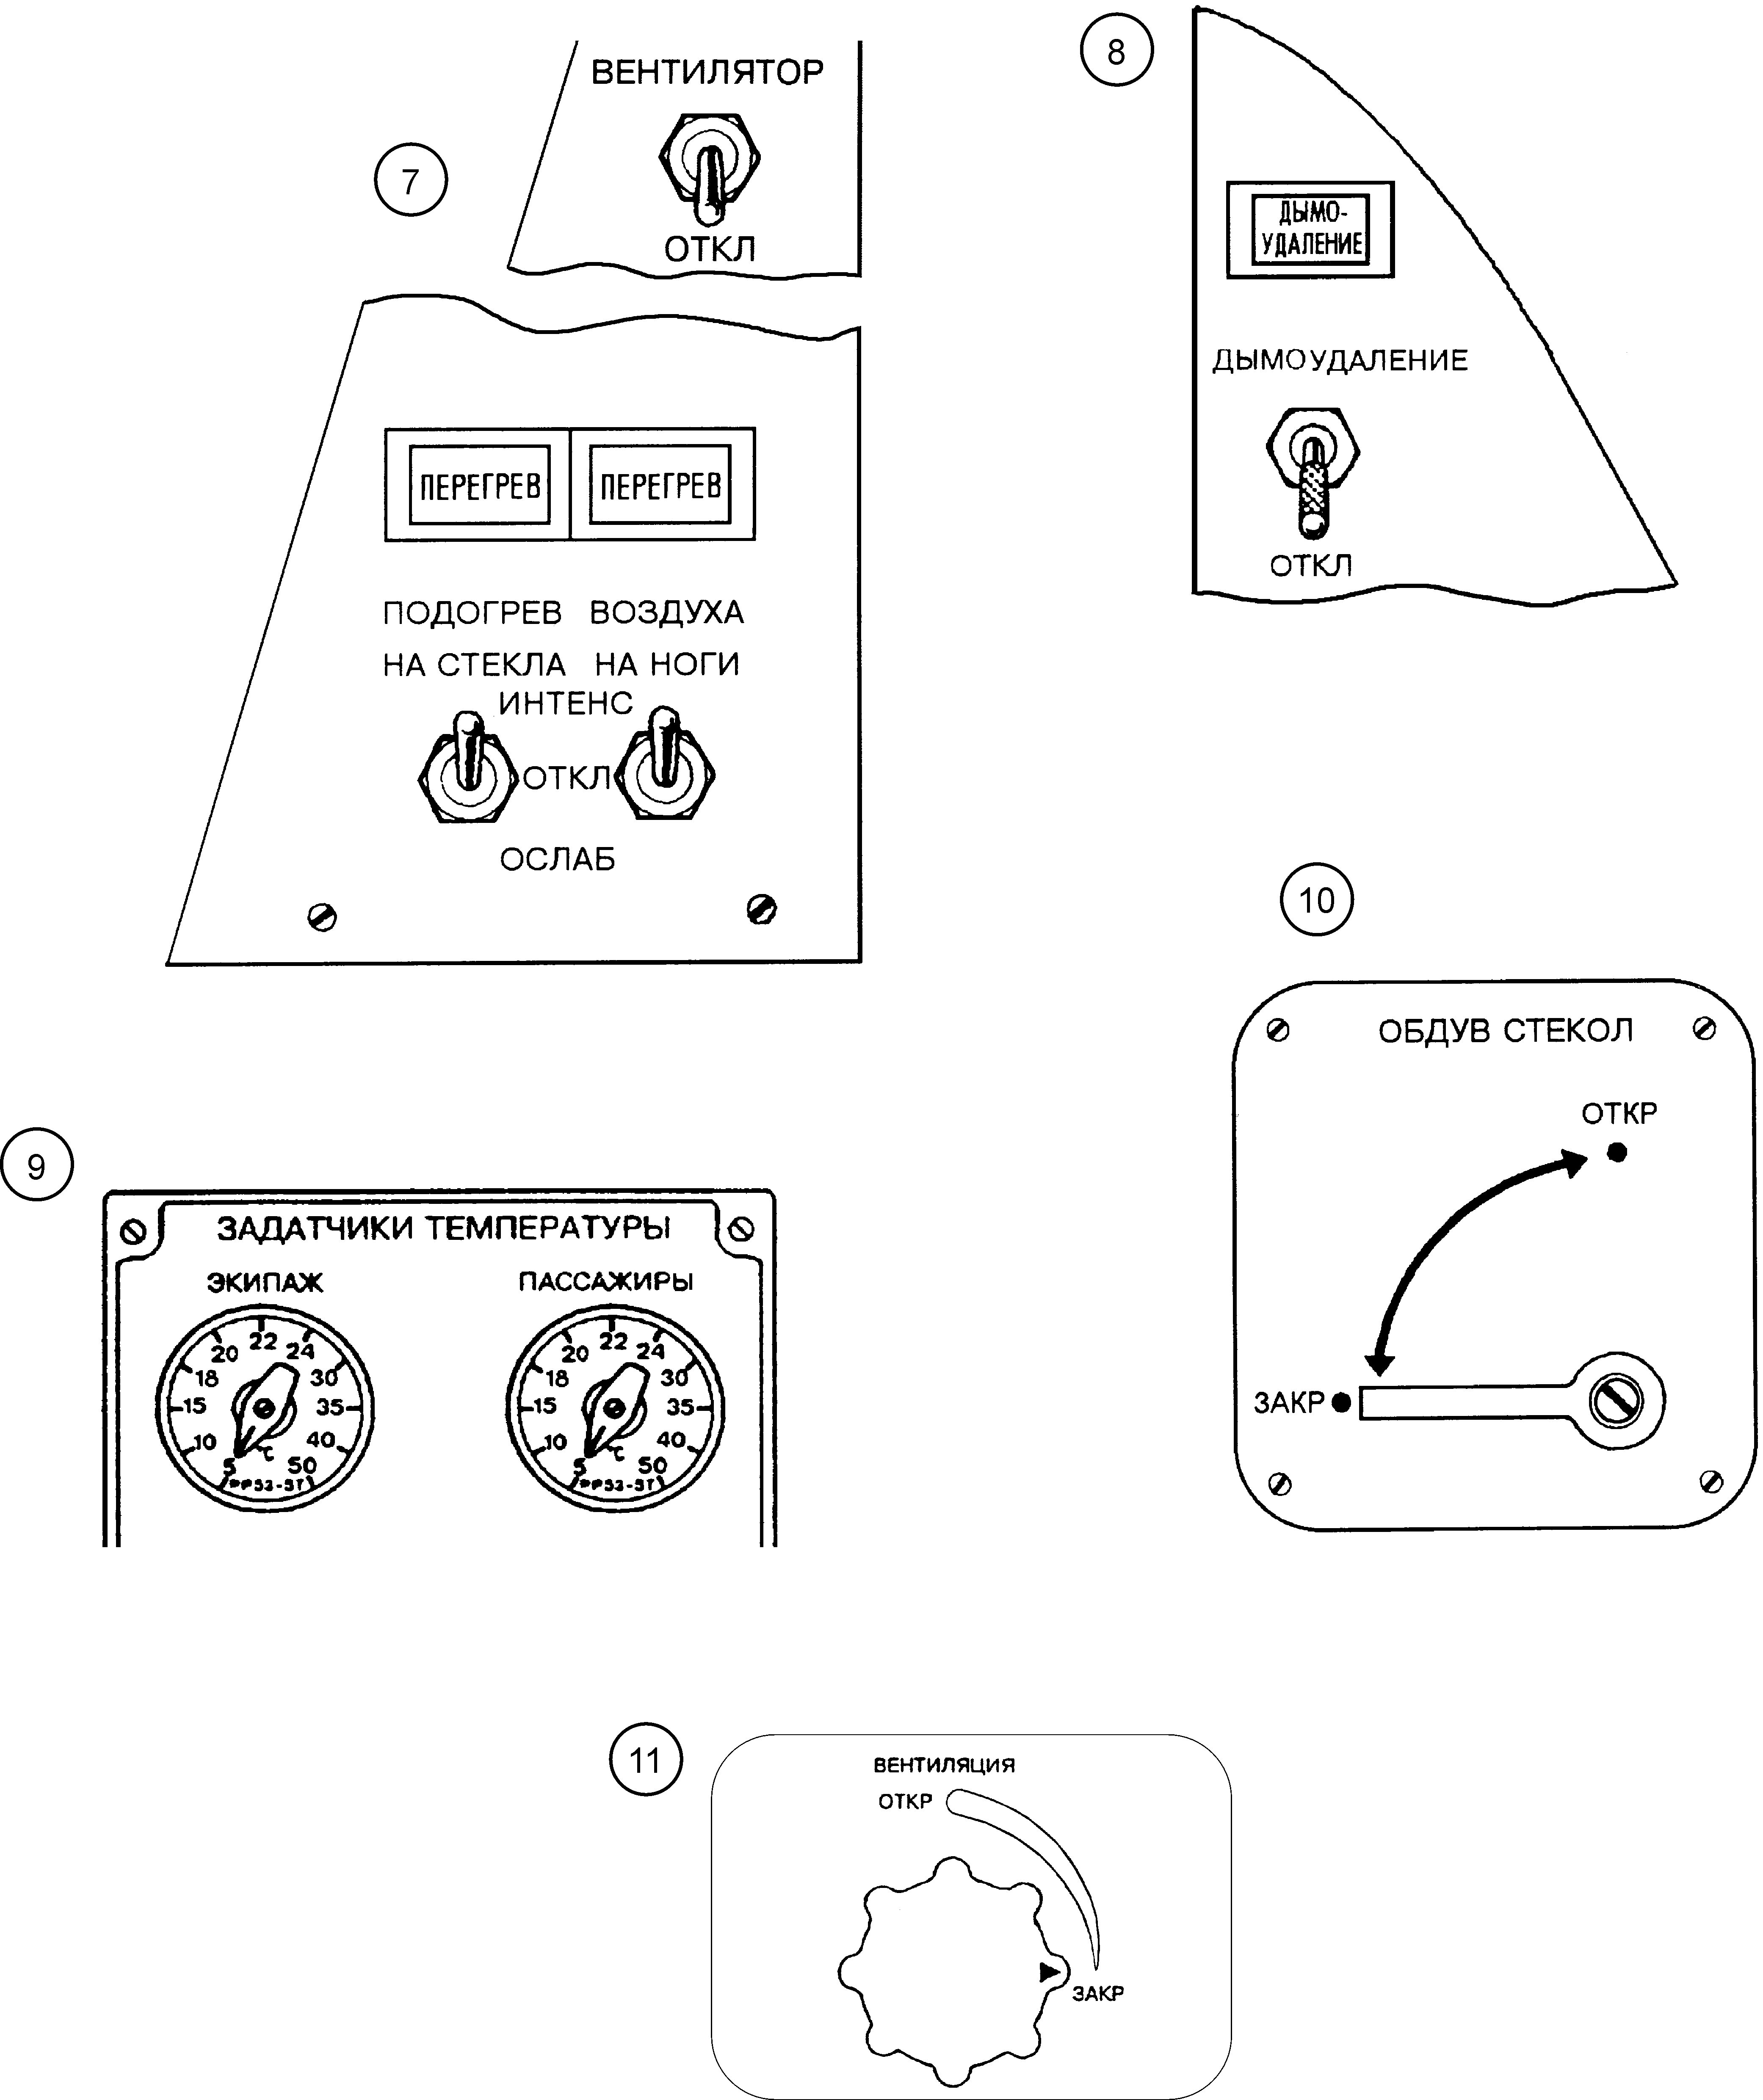 7
ВЕНТИЛЯТОР
ОТКЛ
ПЕРЕГРЕВ ПЕРЕГРЕВ
ПОДОГРЕВ ВОЗДУХА
НА СТЕКЛА НА НОГИ
ИНТЕНС
ОТКЛ
ОСЛАБ
8
ДЫМО-
УДАЛЕНИЕ
ДЫМОУДАЛЕНИЕ
ОТКЛ
9
ЗАДАТЧИКИ ТЕМПЕРАТУРЫ
ЭКИПАЖ
5 10 15 18 20 22 24 30 35 40 50
°С
ПАССАЖИРЫ
5 10 15 18 20 22 24 30 35 40 50
°С
10
ОБДУВ СТЕКОЛ
ОТКР
ЗАКР
11
ВЕНТИЛЯЦИЯ
ОТКР
ЗАКР